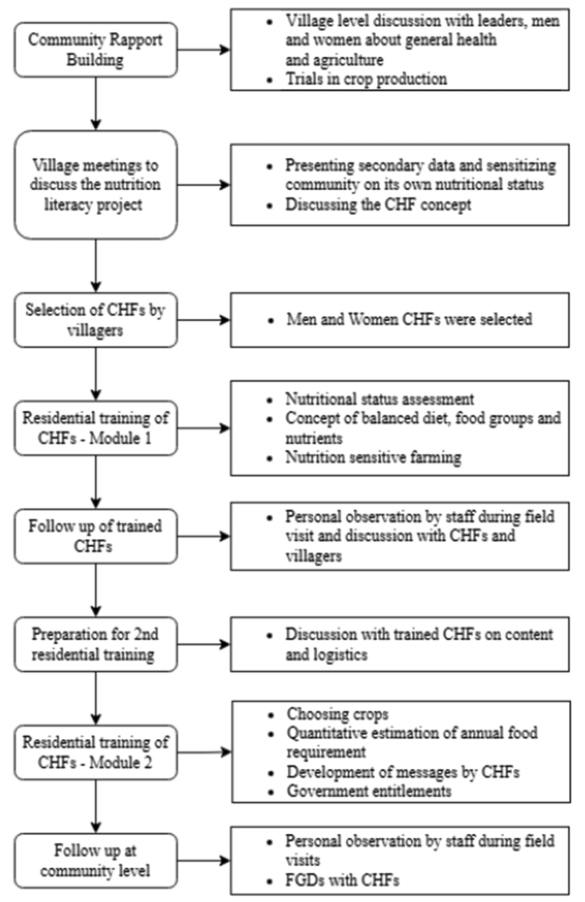 Community Rapport
Building
• Village level discussion with leaders, men
and women about general health
and agriculture
• Trials in crop production
Village meetings to
discuss the nutrition
literacy project
• Presenting secondary data and sensitizing
community on its own nutritional status
• Discussing the CHF concept
Selection of CHFs by
villagers
• Men and Women CHFs were selected
Residential training of
CHFs - Module 1
• Nutritional status assessment
• Concept of balanced diet, food groups and
nutrients
• Nutrition sensitive farming
Follow up of trained
CHFs
• Personal observation by staff during field
visit and discussion with CHFs and
villagers
Preparation for 2nd
residential training
• Discussion with trained CHFs on content
and logistics
Residential training of
CHFs - Module 2
• Choosing crops
• Quantitative estimation of annual food
requirement
• Development of messages by CHFs
• Government entitlements
Follow up at
community level
• Personal observation by staff during field
visits
• FGDs with CHFs